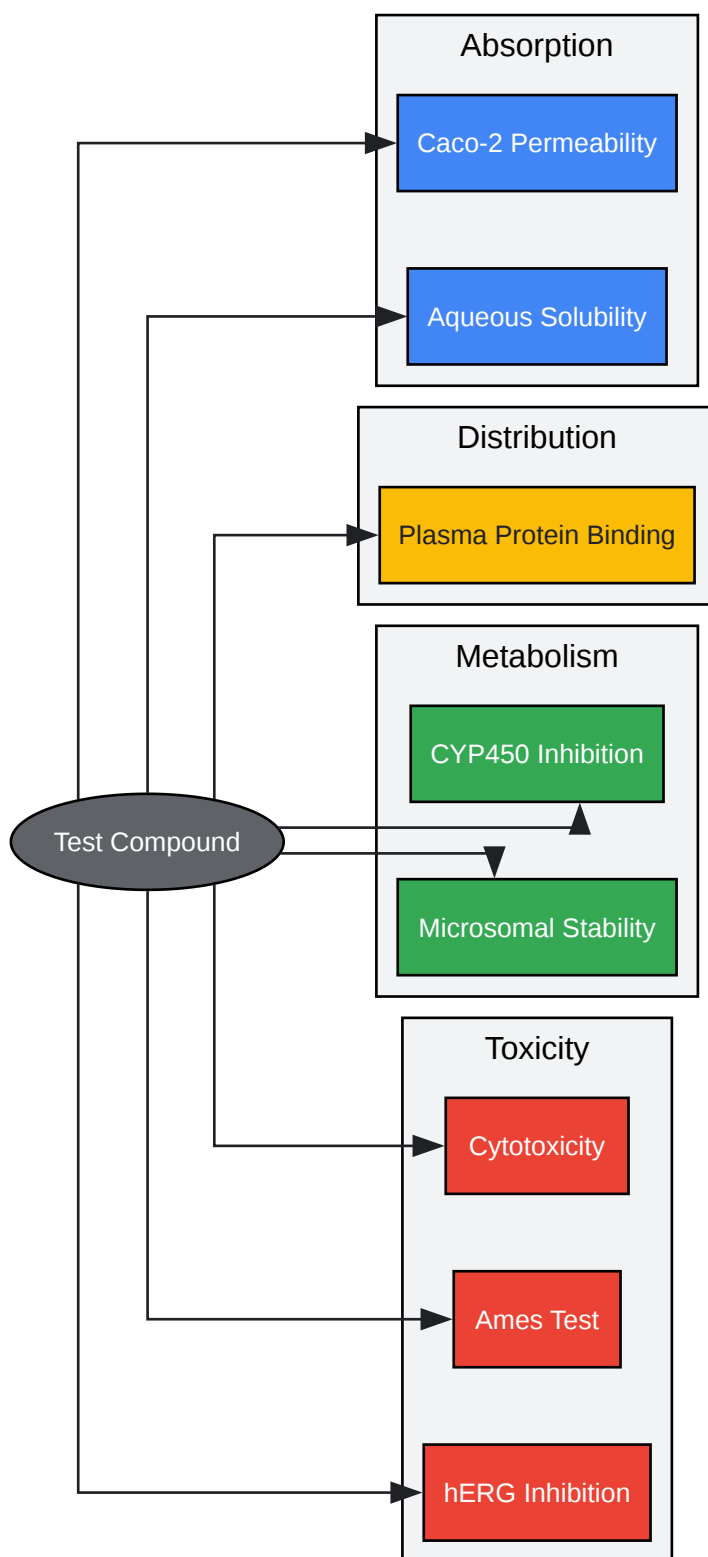 Absorption
Caco-2 Permeability
Aqueous Solubility
Distribution
Plasma Protein Binding
Metabolism
CYP450 Inhibition
Test Compound
Microsomal Stability
Toxicity
Cytotoxicity
Ames Test
hERG Inhibition